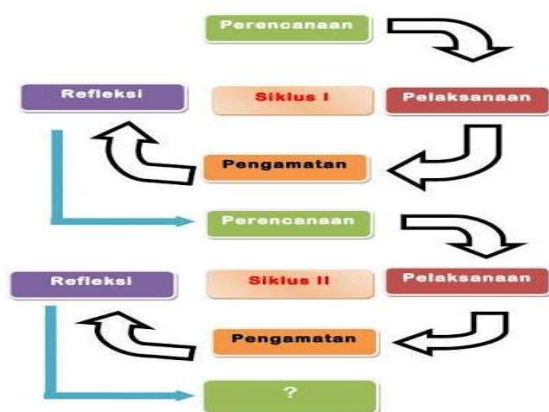 Perencanaan
Refleksi
Siklus I
Pelaksanaan
Pengamatan
Perencanaan
Refleksi
Siklus II
Pelaksanaan
Pengamatan
?